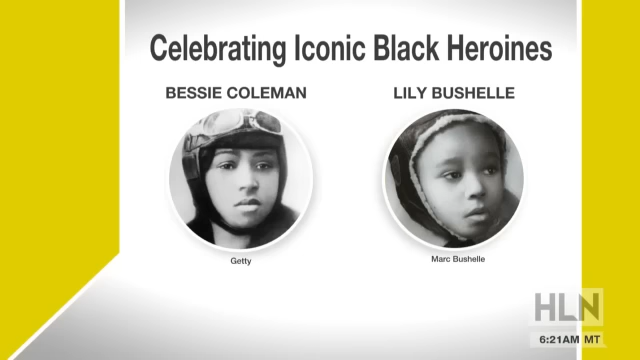 Celebrating Iconic Black Heroines
BESSIE COLEMAN
LILY BUSHELLE
Getty
Marc Bushelle
HLN
6:21AM MT